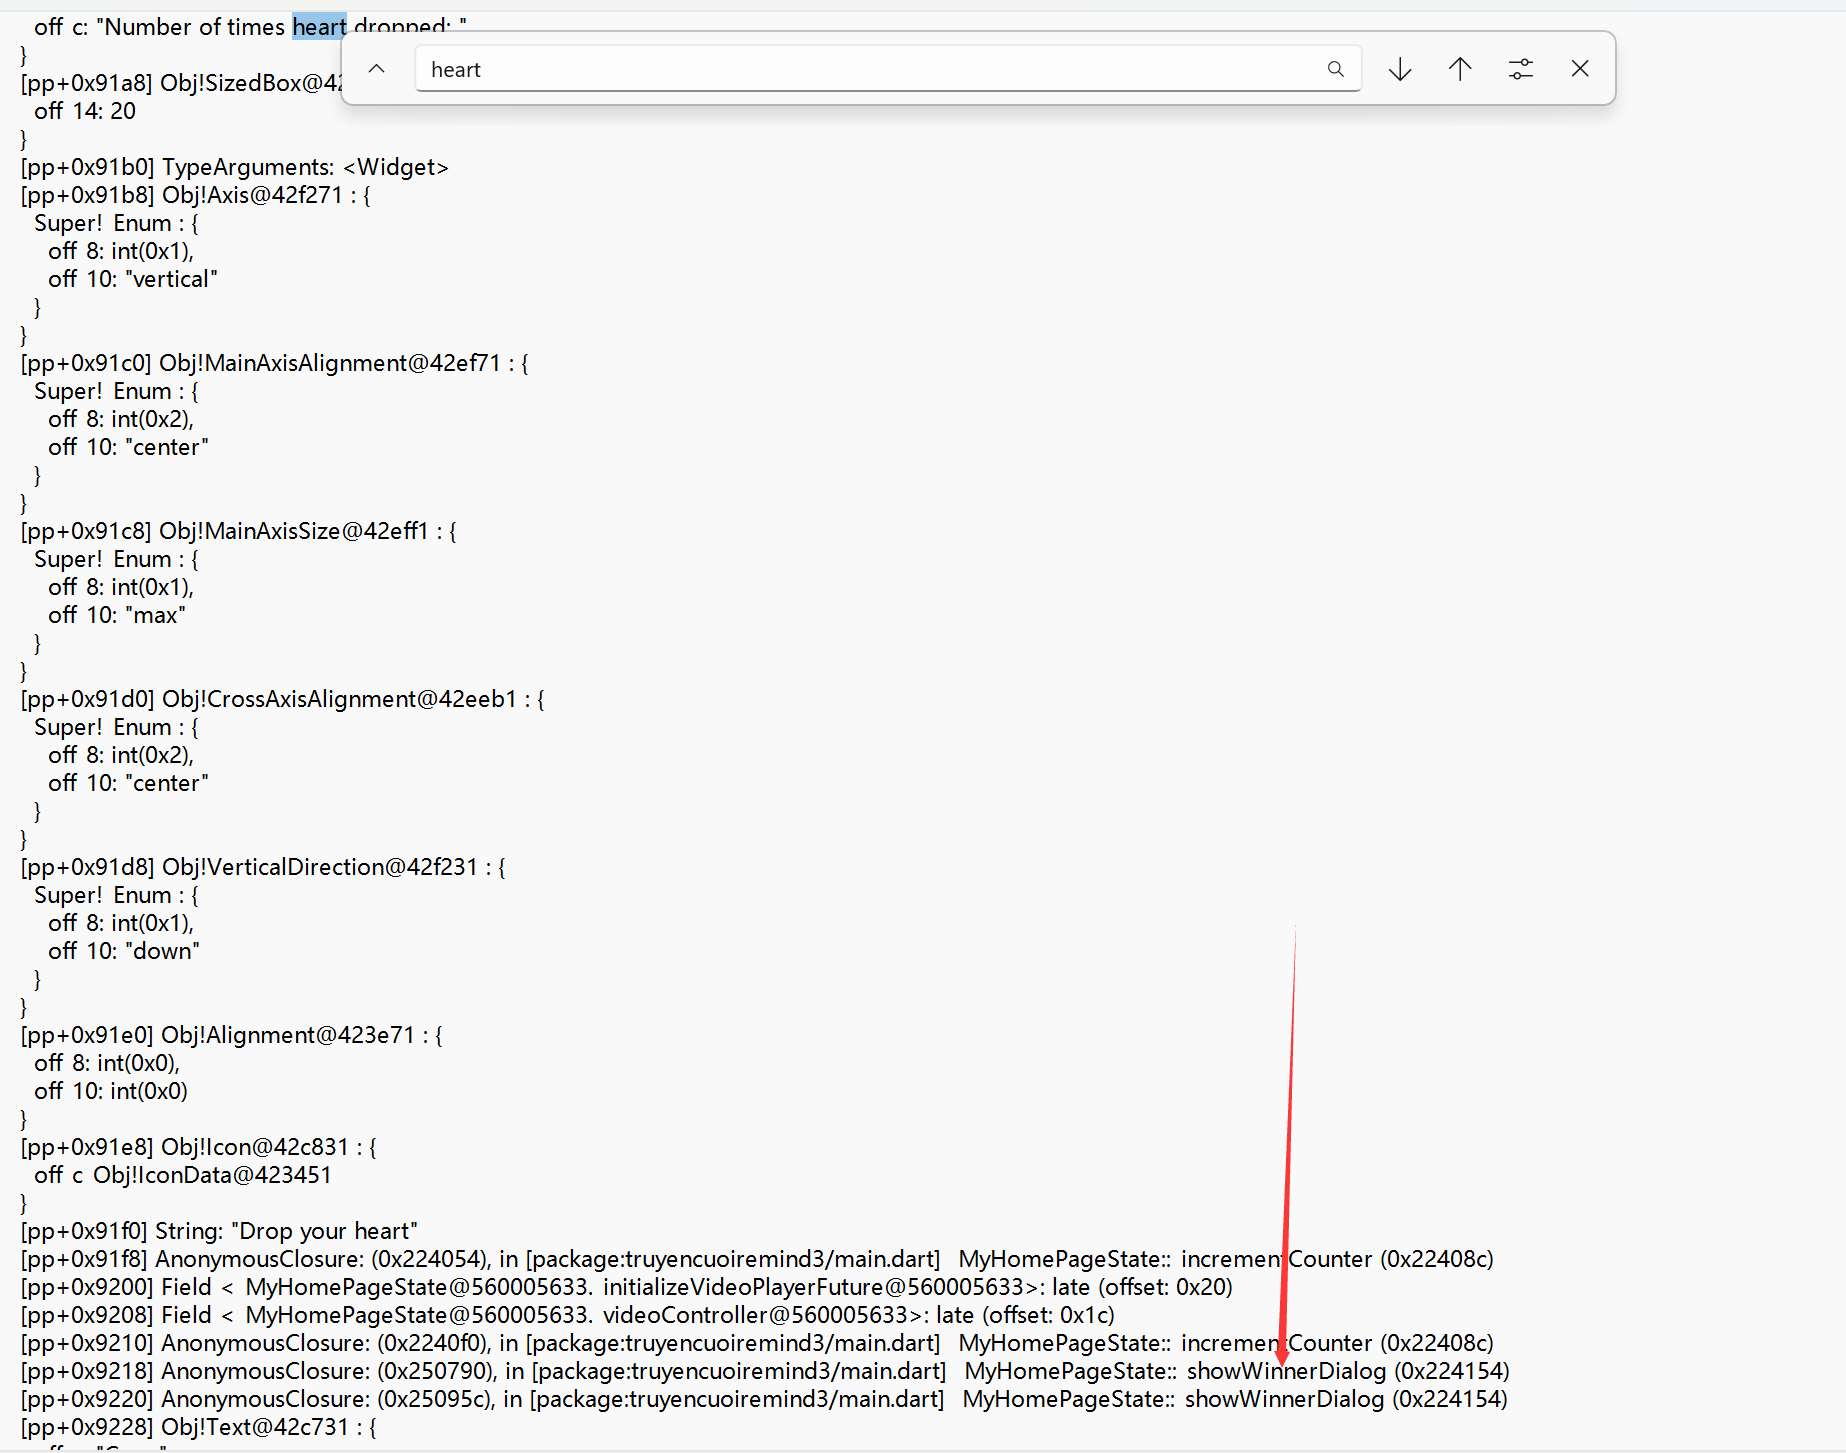 off c: "Number of times heart dropped: "
}
heart
[pp+0x91a8] Obj!SizedBox@42
off 14: 20
}
[pp+0x91b0] TypeArguments: <Widget>
[pp+0x91b8] Obj!Axis@42f271 : {
Super! Enum : {
off 8: int(0x1),
off 10: "vertical"
}
}
[pp+0x91c0] Obj!MainAxisAlignment@42ef71 : {
Super! Enum : {
off 8: int(0x2),
off 10: "center"
}
}
[pp+0x91c8] Obj!MainAxisSize@42eff1 : {
Super! Enum : {
off 8: int(0x1),
off 10: "max"
}
}
[pp+0x91d0] Obj!CrossAxisAlignment@42eeb1 : {
Super! Enum : {
off 8: int(0x2),
off 10: "center"
}
}
[pp+0x91d8] Obj!VerticalDirection@42f231 : {
Super! Enum : {
off 8: int(0x1),
off 10: "down"
}
}
[pp+0x91e0] Obj!Alignment@423e71 : {
off 8: int(0x0),
off 10: int(0x0)
}
[pp+0x91e8] Obj!Icon@42c831 : {
off c Obj!IconData@423451
}
[pp+0x91f0] String: "Drop your heart"
[pp+0x91f8] AnonymousClosure: (0x224054), in [package:truyencuoiremind3/main.dart] MyHomePageState:: incrementCounter (0x22408c)
[pp+0x9200] Field < MyHomePageState@560005633. initializeVideoPlayerFuture@560005633>: late (offset: 0x20)
[pp+0x9208] Field < MyHomePageState@560005633. videoController@560005633>: late (offset: 0x1c)
[pp+0x9210] AnonymousClosure: (0x2240f0), in [package:truyencuoiremind3/main.dart] MyHomePageState:: incrementCounter (0x22408c)
[pp+0x9218] AnonymousClosure: (0x250790), in [package:truyencuoiremind3/main.dart] MyHomePageState:: showWinnerDialog (0x224154)
[pp+0x9220] AnonymousClosure: (0x25095c), in [package:truyencuoiremind3/main.dart] MyHomePageState:: showWinnerDialog (0x224154)
[pp+0x9228] Obj!Text@42c731 : {